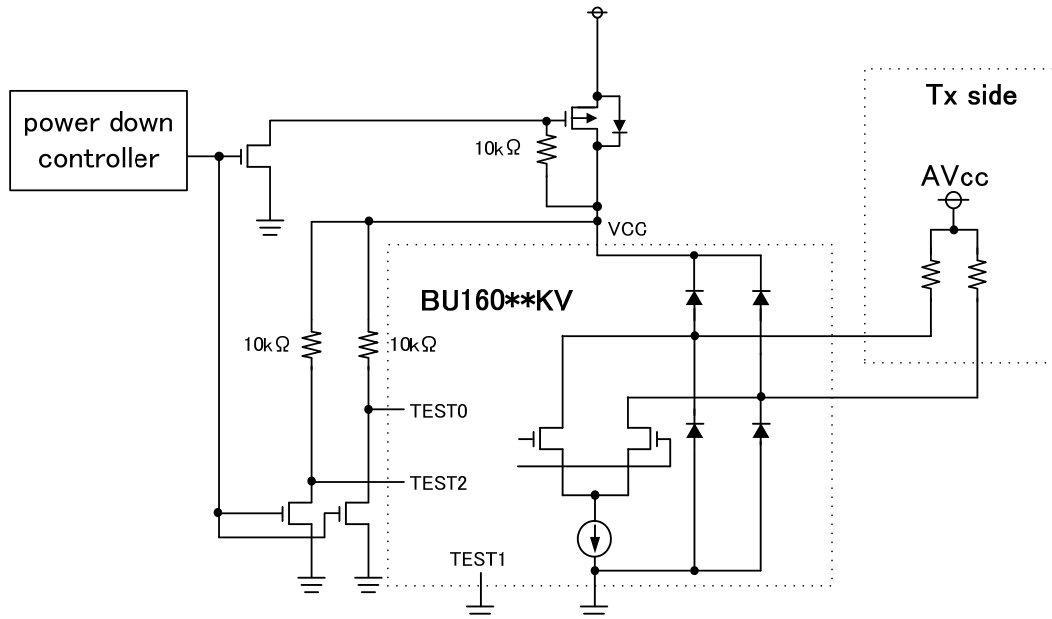 Tx side
power down
controller
AVcc
10kΩ
VCC
BU160**KV
10kΩ
10kΩ
TEST0
TEST2
TEST1